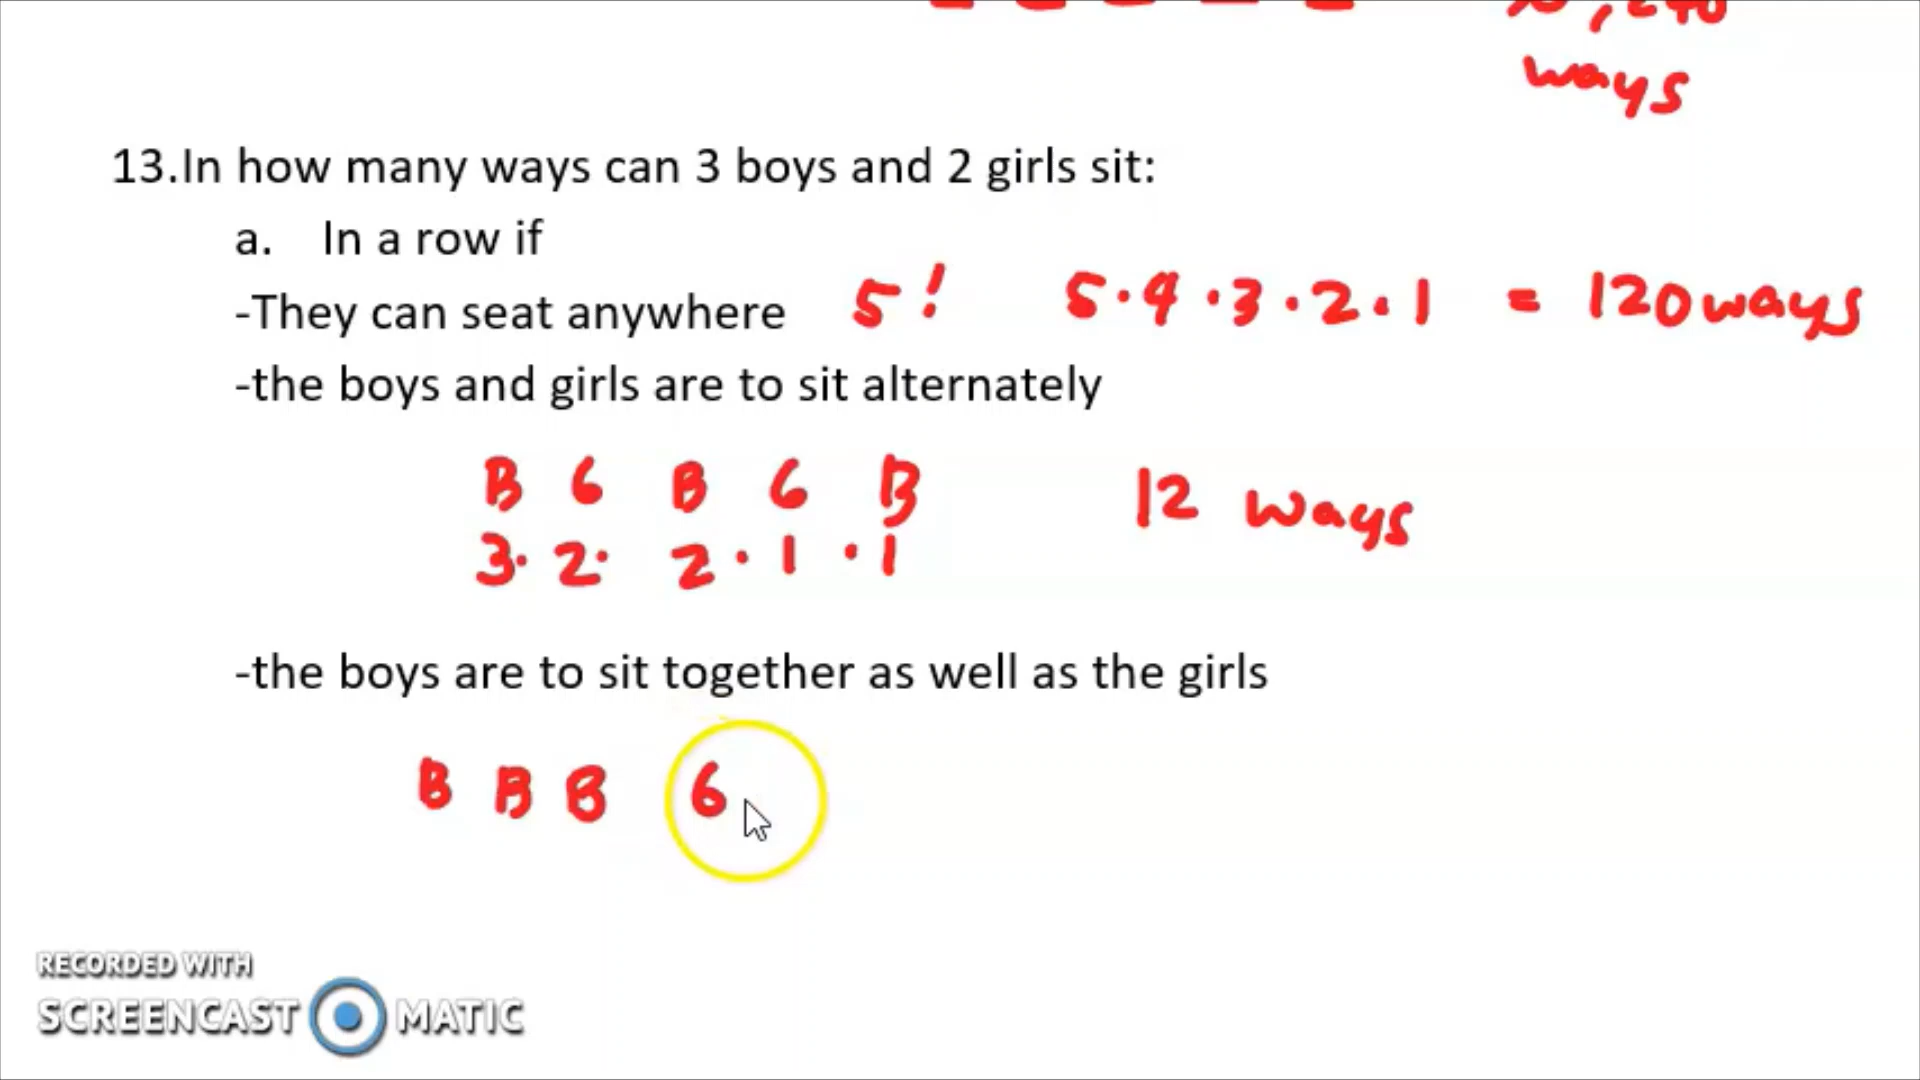 ways
13.In how many ways can 3 boys and 2 girls sit:
a. In a row if
-They can seat anywhere 5! 5·4·3·2·1 = 120 ways
-the boys and girls are to sit alternately
B G B G B 12 ways
3· 2· 2 · 1 · 1
-the boys are to sit together as well as the girls
B B B G
RECORDED WITH
SCREENCAST MATIC